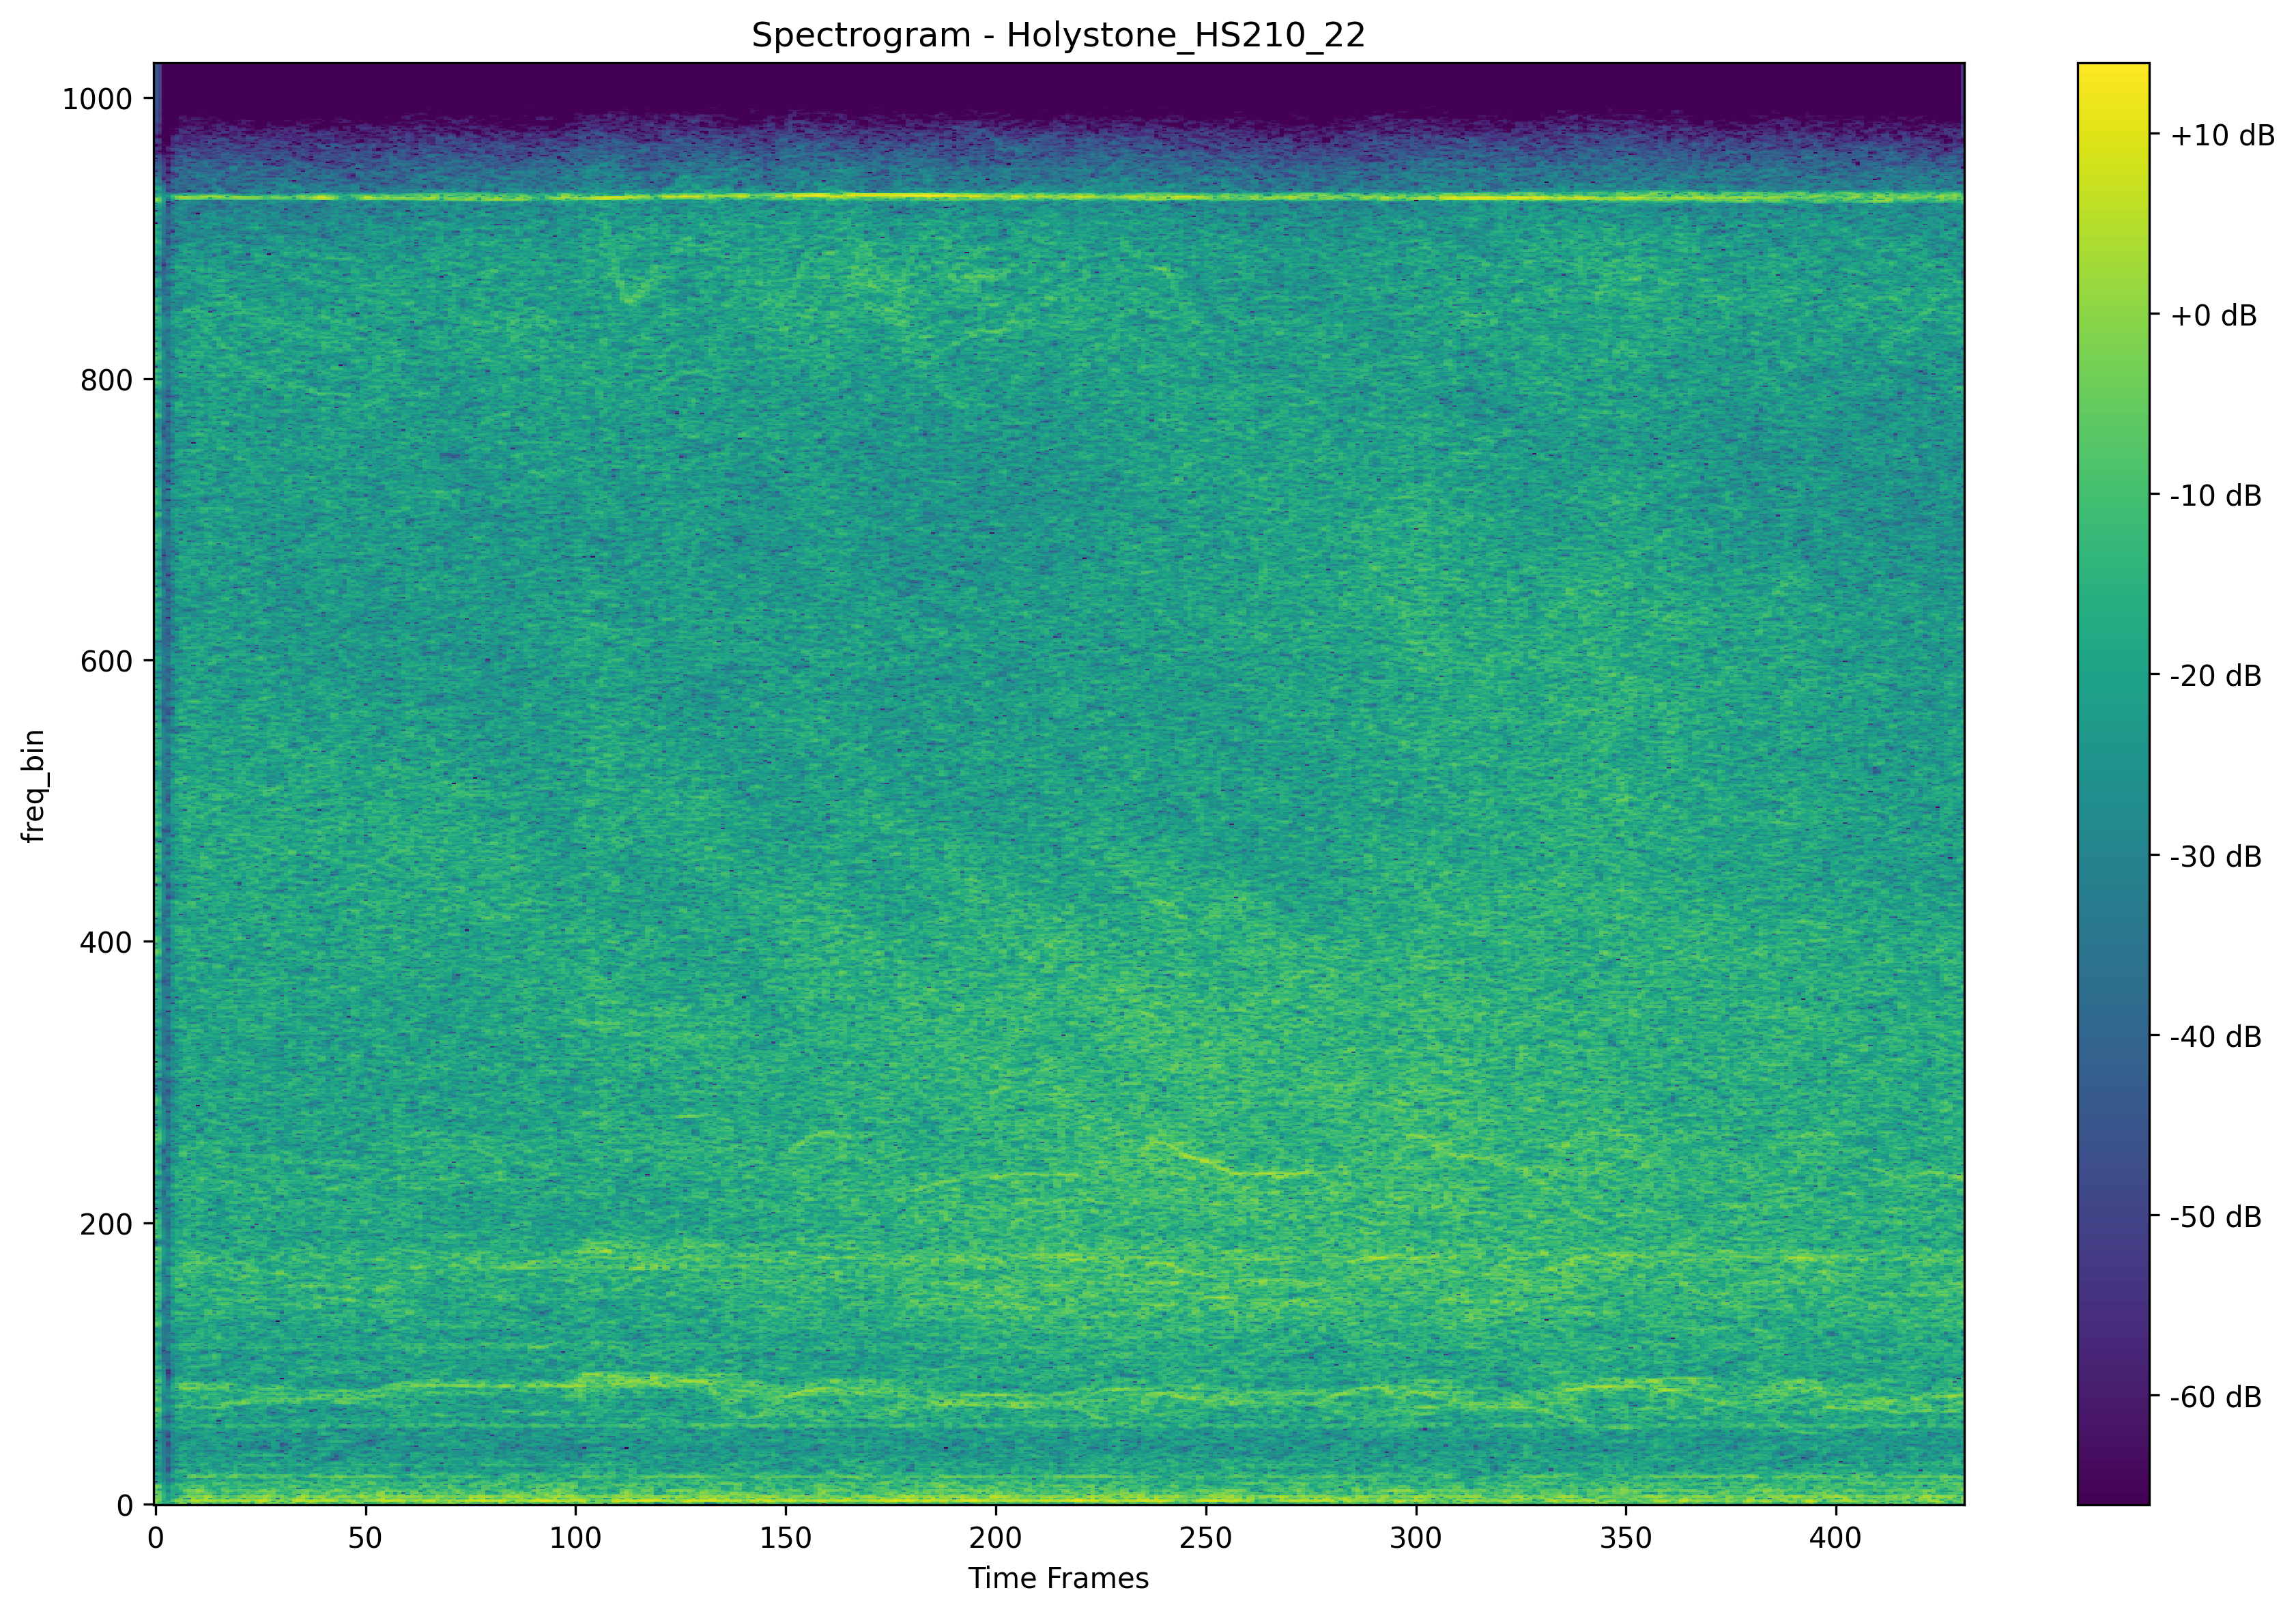 Spectrogram - Holystone_HS210_22
1000
800
600
400
200
0
freq_bin
0 50 100 150 200 250 300 350 400
Time Frames
+10 dB
+0 dB
-10 dB
-20 dB
-30 dB
-40 dB
-50 dB
-60 dB